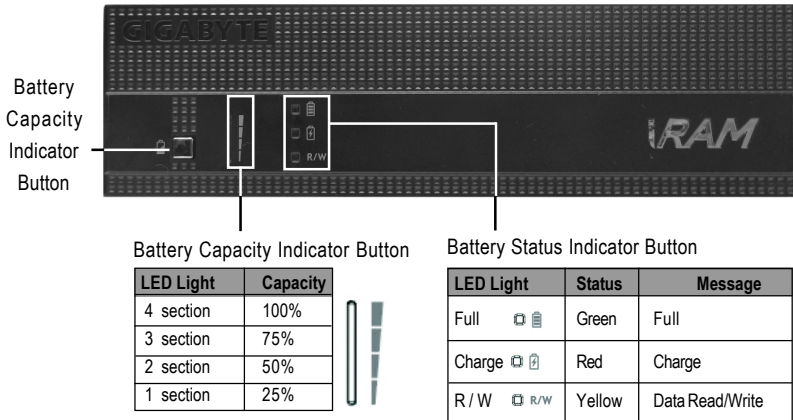 GIGABYTE
Battery
Capacity
Indicator
Button
R/W
iRAM
Battery Capacity Indicator Button
LED Light Capacity
4 section 100%
3 section 75%
2 section 50%
1 section 25%
Battery Status Indicator Button
LED Light Status Message
Full Green Full
Charge Red Charge
R / W R/W Yellow Data Read/Write